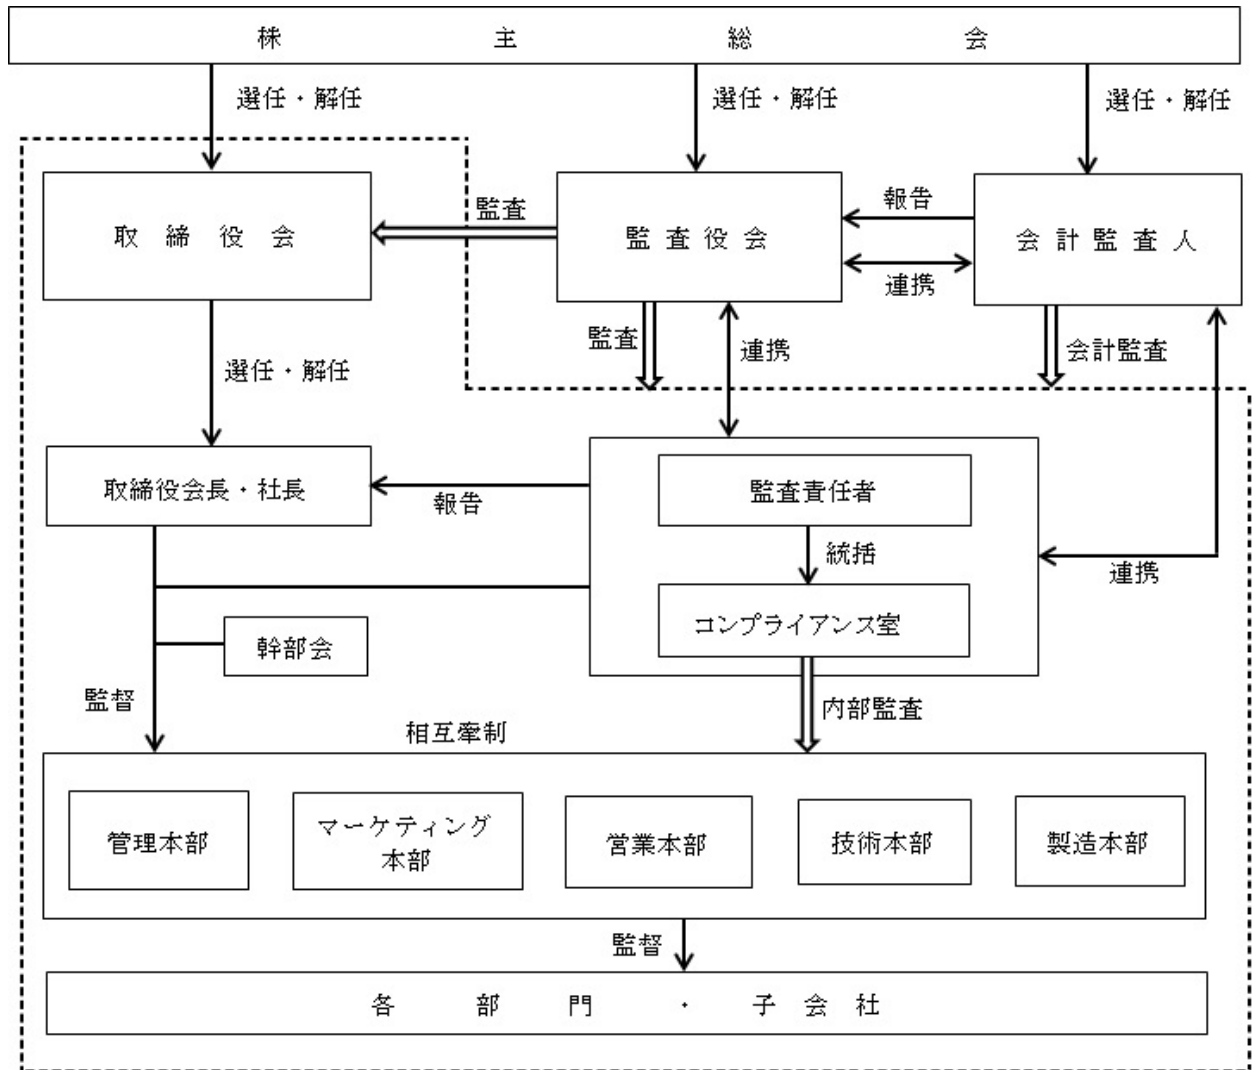 株主総会
選任・解任
選任・解任
選任・解任
取締役会
監査
監査役会
報告
連携
会計監査人
選任・解任
監査
連携
会計監査
取締役会長・社長
報告
監査責任者
統括
コンプライアンス室
連携
幹部会
監督
内部監査
相互牽制
管理本部
マーケティング
本部
営業本部
技術本部
製造本部
監督
各部門・子会社